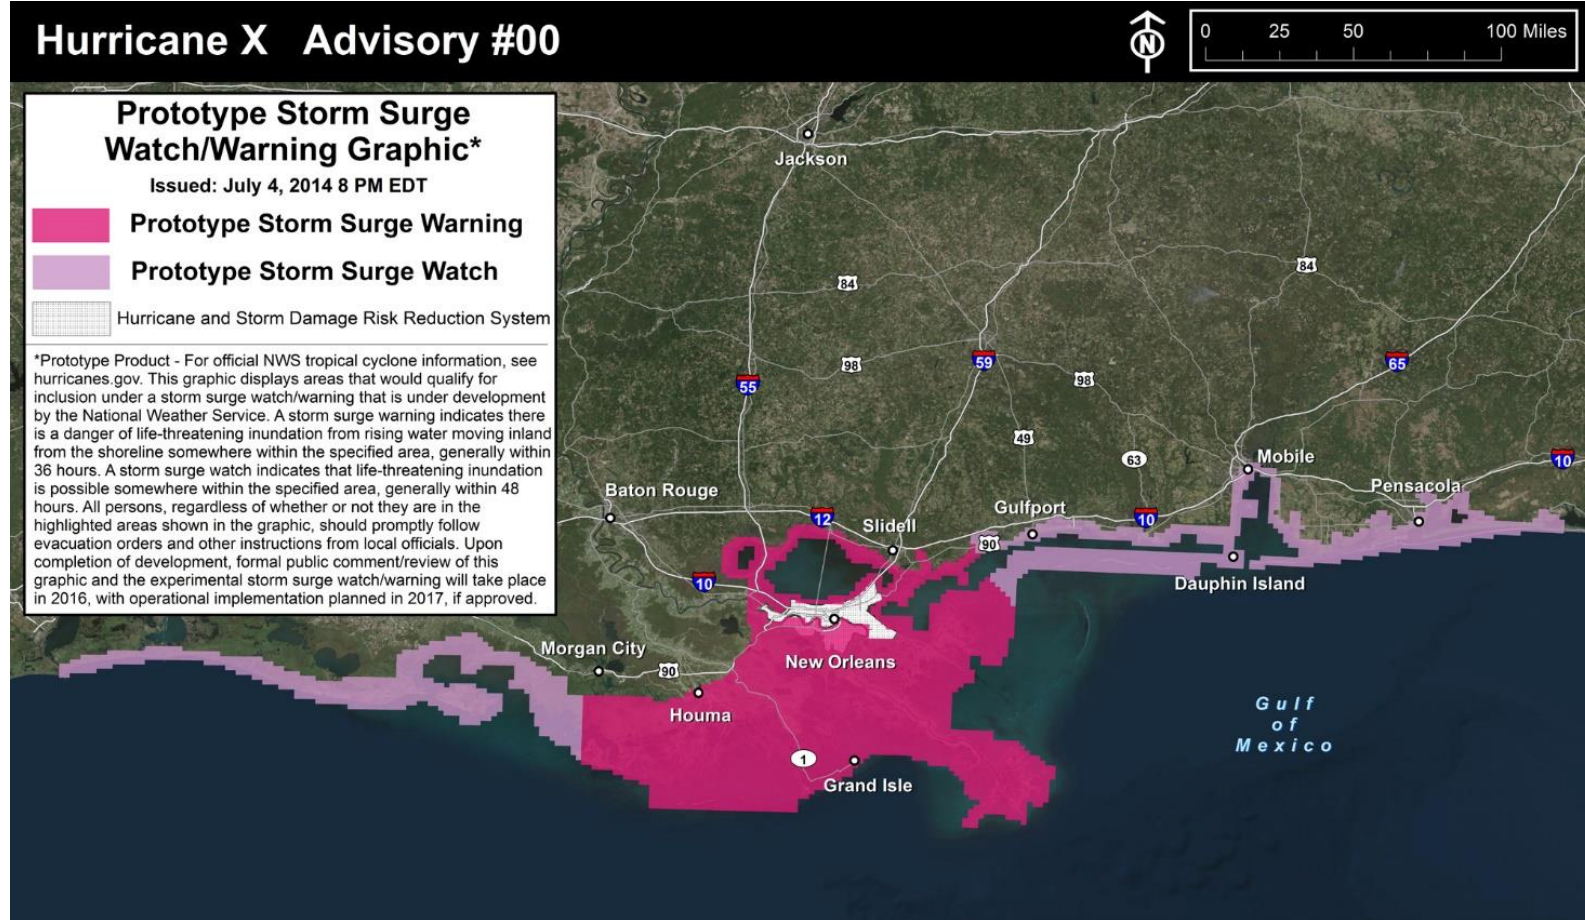 Hurricane X Advisory #00
N
0 25 50 100 Miles
Prototype Storm Surge
Watch/Warning Graphic*
Issued: July 4, 2014 8 PM EDT
Prototype Storm Surge Warning
Prototype Storm Surge Watch
Hurricane and Storm Damage Risk Reduction System
*Prototype Product - For official NWS tropical cyclone information, see
hurricanes.gov. This graphic displays areas that would qualify for
inclusion under a storm surge watch/warning that is under development
by the National Weather Service. A storm surge warning indicates there
is a danger of life-threatening inundation from rising water moving inland
from the shoreline somewhere within the specified area, generally within
36 hours. A storm surge watch indicates that life-threatening inundation
is possible somewhere within the specified area, generally within 48
hours. All persons, regardless of whether or not they are in the
highlighted areas shown in the graphic, should promptly follow
evacuation orders and other instructions from local officials. Upon
completion of development, formal public comment/review of this
graphic and the experimental storm surge watch/warning will take place
in 2016, with operational implementation planned in 2017, if approved.
Jackson
84
84
98
59
98
65
55
49
63
Mobile
10
Baton Rouge
Pensacola
12
Slidell
Gulfport
10
90
10
Dauphin Island
Morgan City
90
New Orleans
Houma
Gulf
of
Mexico
1
Grand Isle